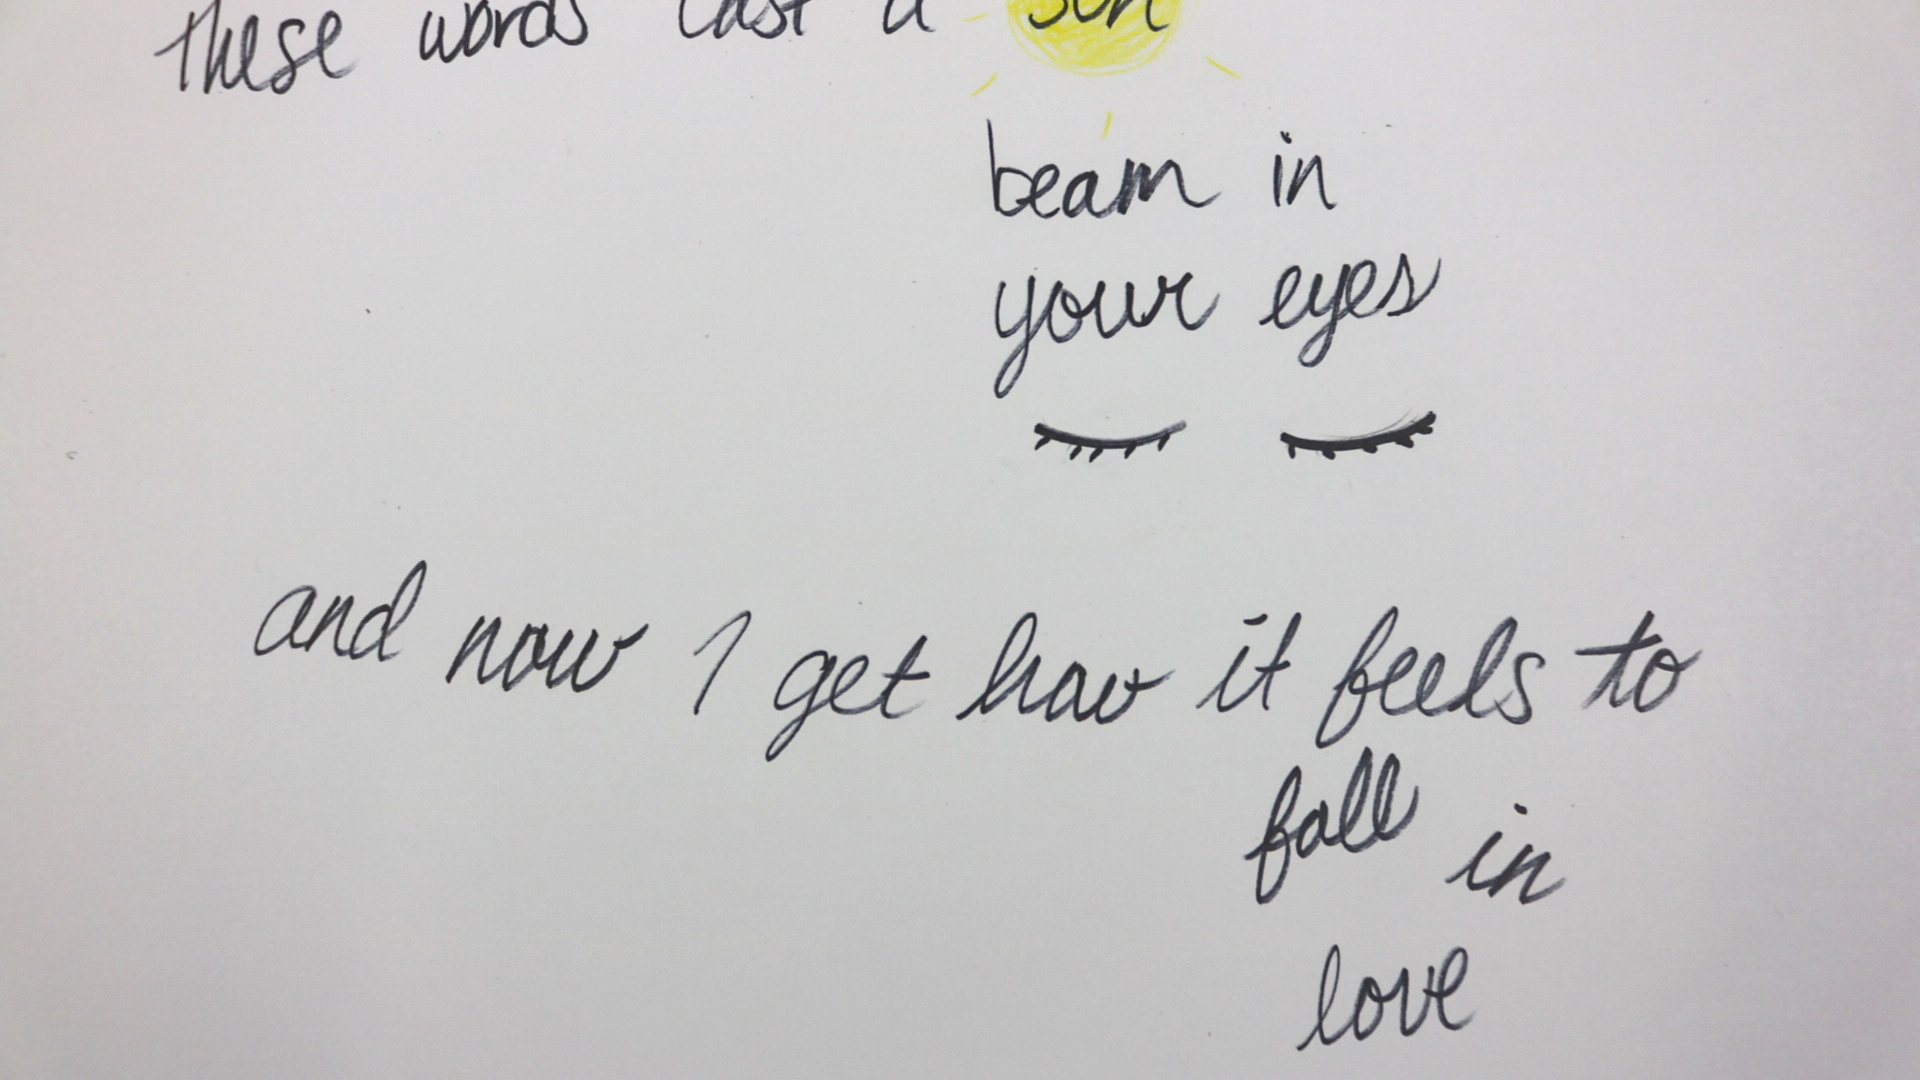 these words cast a sun
beam in
your eyes
and now I get how it feels to
fall in
love